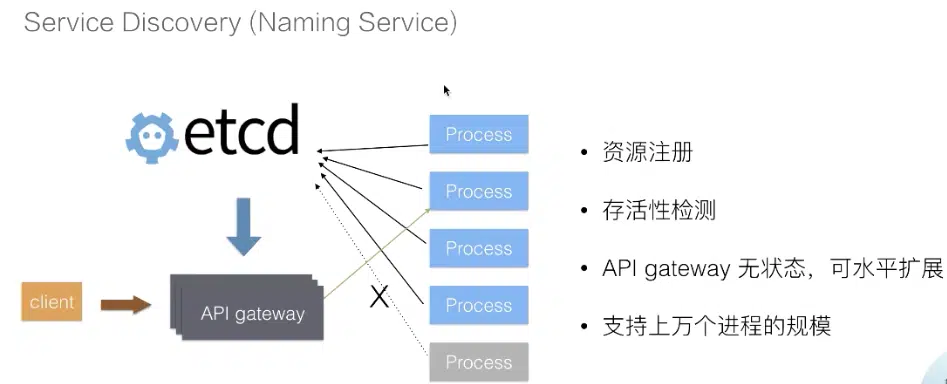 Service Discovery (Naming Service)
etcd
Process
Process
Process
Process
Process
client
API gateway
X
• 资源注册
• 存活性检测
• API gateway 无状态，可水平扩展
• 支持上万个进程的规模